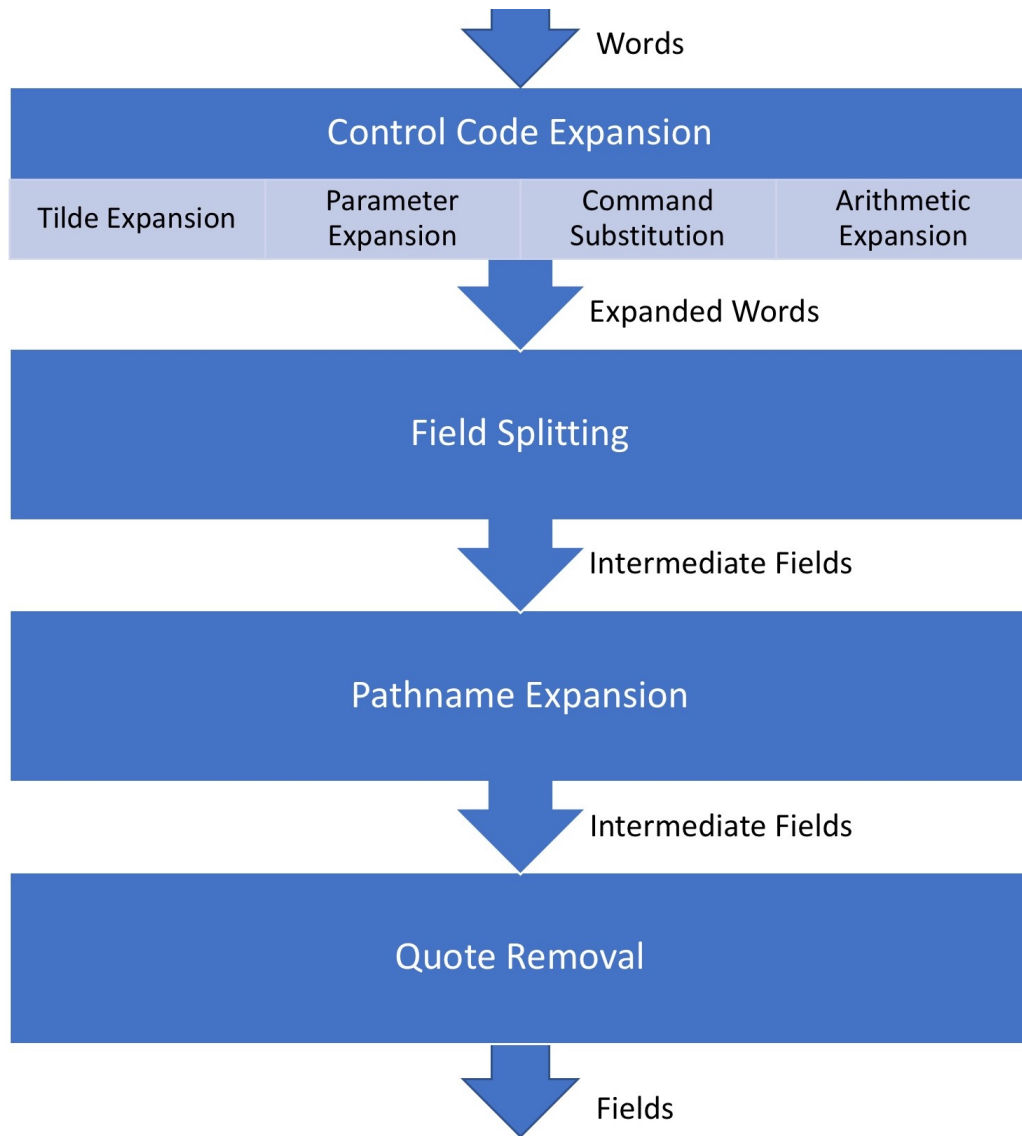 Words
Control Code Expansion
Tilde Expansion
Parameter
Expansion
Command
Substitution
Arithmetic
Expansion
Expanded Words
Field Splitting
Intermediate Fields
Pathname Expansion
Intermediate Fields
Quote Removal
Fields